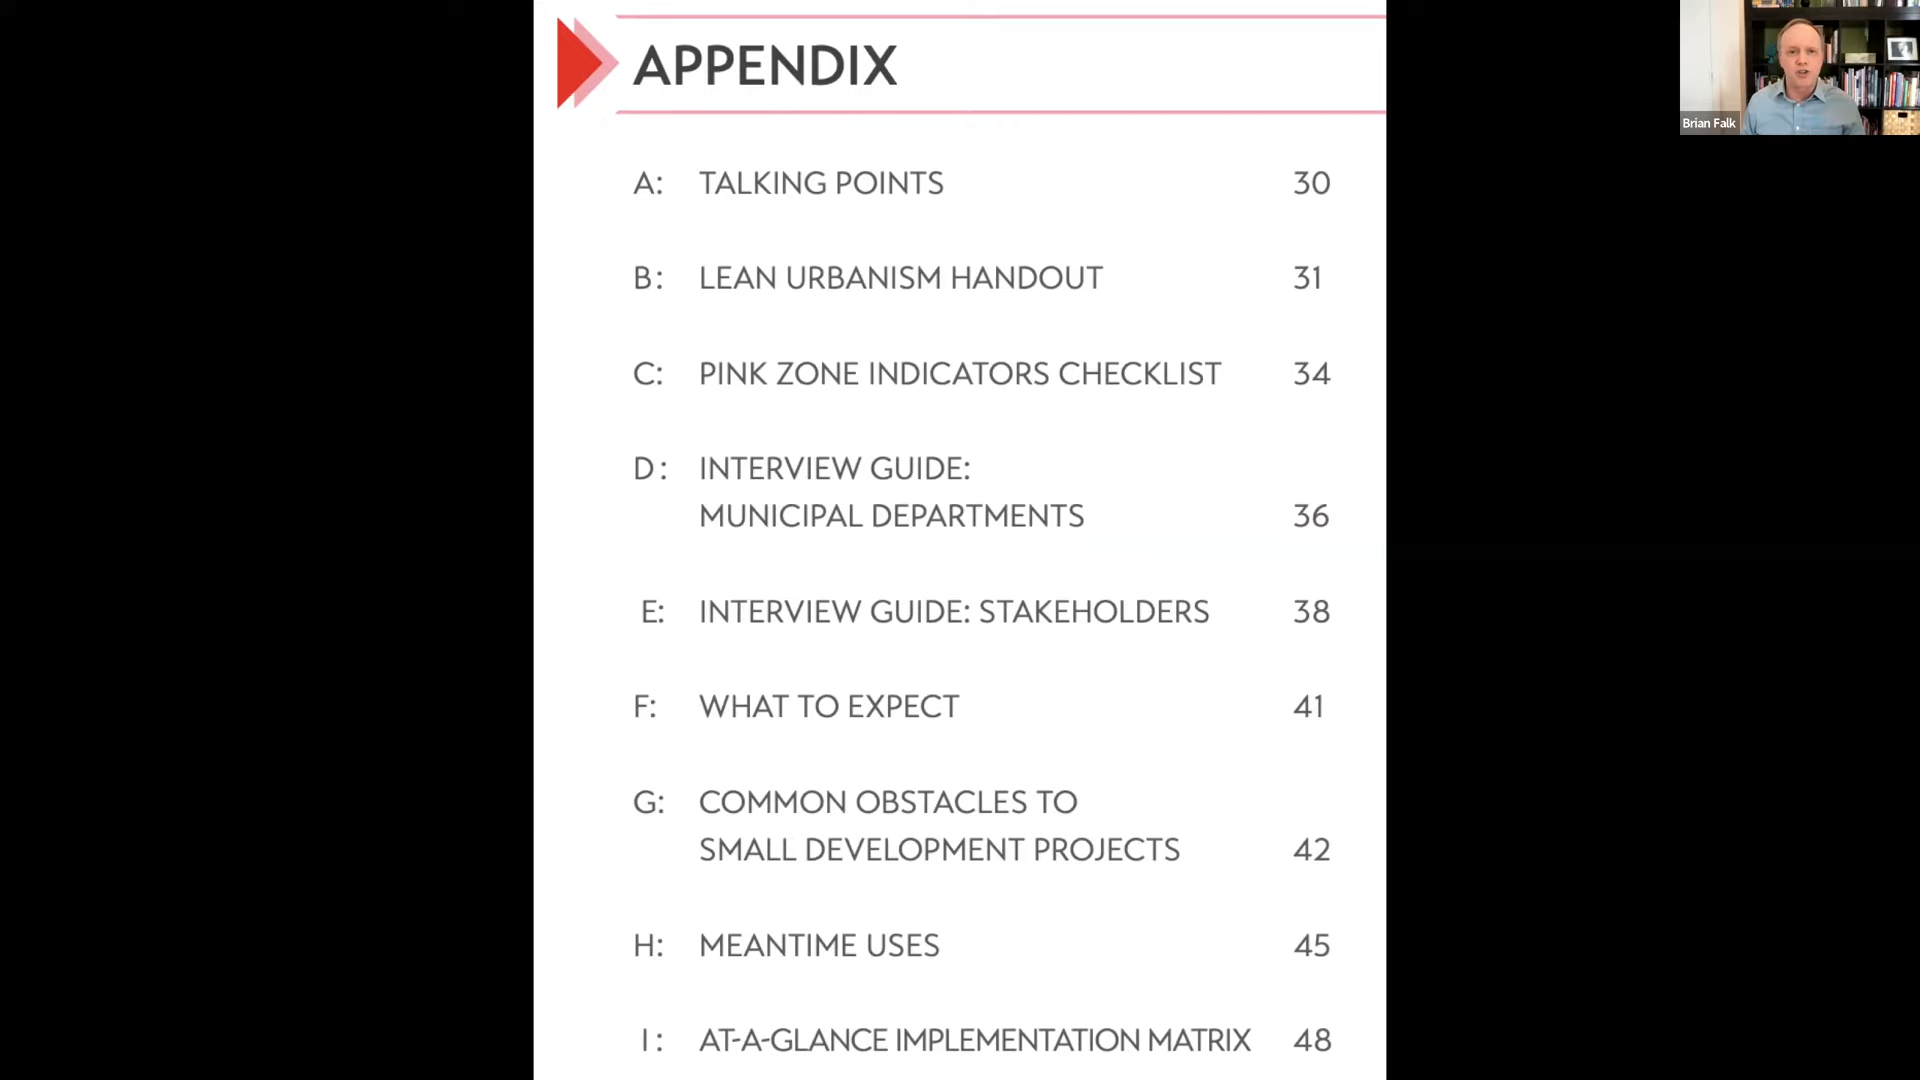 APPENDIX
A: TALKING POINTS 30
B: LEAN URBANISM HANDOUT 31
C: PINK ZONE INDICATORS CHECKLIST 34
D: INTERVIEW GUIDE:
MUNICIPAL DEPARTMENTS 36
E: INTERVIEW GUIDE: STAKEHOLDERS 38
F: WHAT TO EXPECT 41
G: COMMON OBSTACLES TO
SMALL DEVELOPMENT PROJECTS 42
H: MEANTIME USES 45
I: AT-A-GLANCE IMPLEMENTATION MATRIX 48
Brian Falk